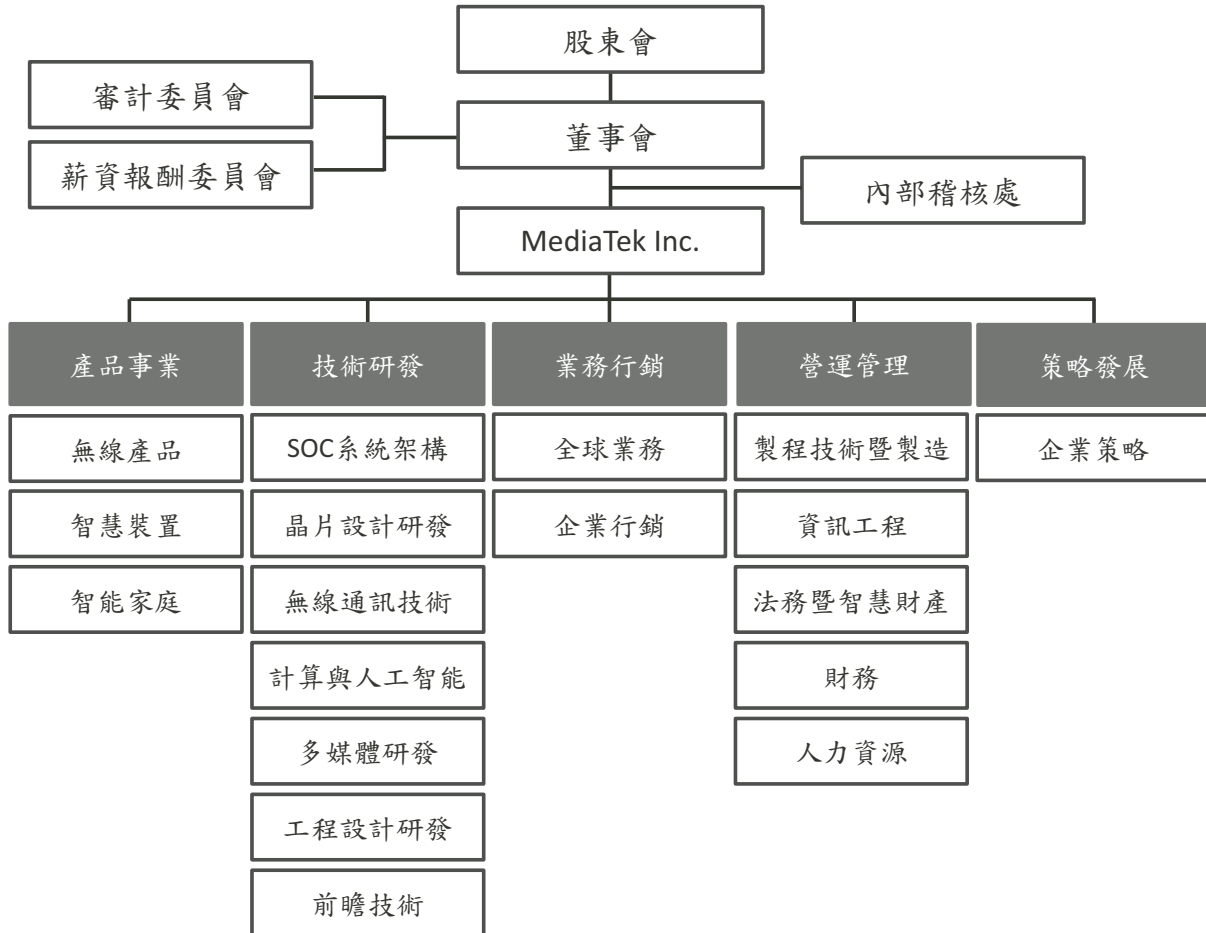 股東會
審計委員會
董事會
薪資報酬委員會
內部稽核處
MediaTek Inc.
產品事業
技術研發
業務行銷
營運管理
策略發展
無線產品
SOC系統架構
全球業務
製程技術暨製造
企業策略
智慧裝置
晶片設計研發
企業行銷
資訊工程
智能家庭
無線通訊技術
法務暨智慧財產
計算與人工智能
財務
多媒體研發
人力資源
工程設計研發
前瞻技術